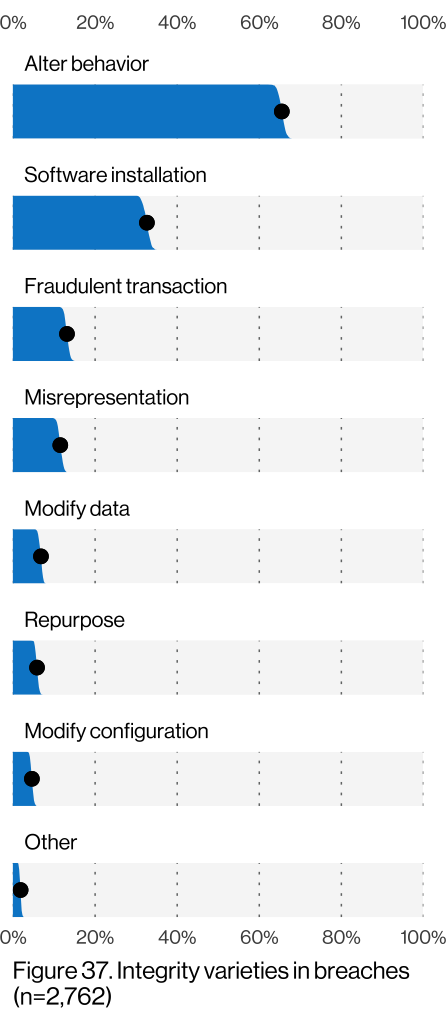 0% 20% 40% 60% 80% 100%
Alter behavior
Software installation
Fraudulent transaction
Misrepresentation
Modify data
Repurpose
Modify configuration
Other
0% 20% 40% 60% 80% 100%
Figure 37. Integrity varieties in breaches
(n=2,762)